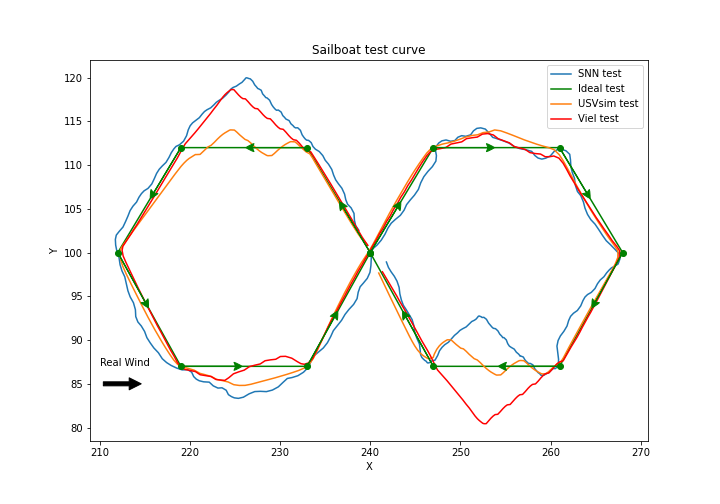 Sailboat test curve
SNN test
Ideal test
USVsim test
Viel test
120
115
110
105
100
95
90
85
80
Y
Real Wind
210
220
230
240
250
260
270
X